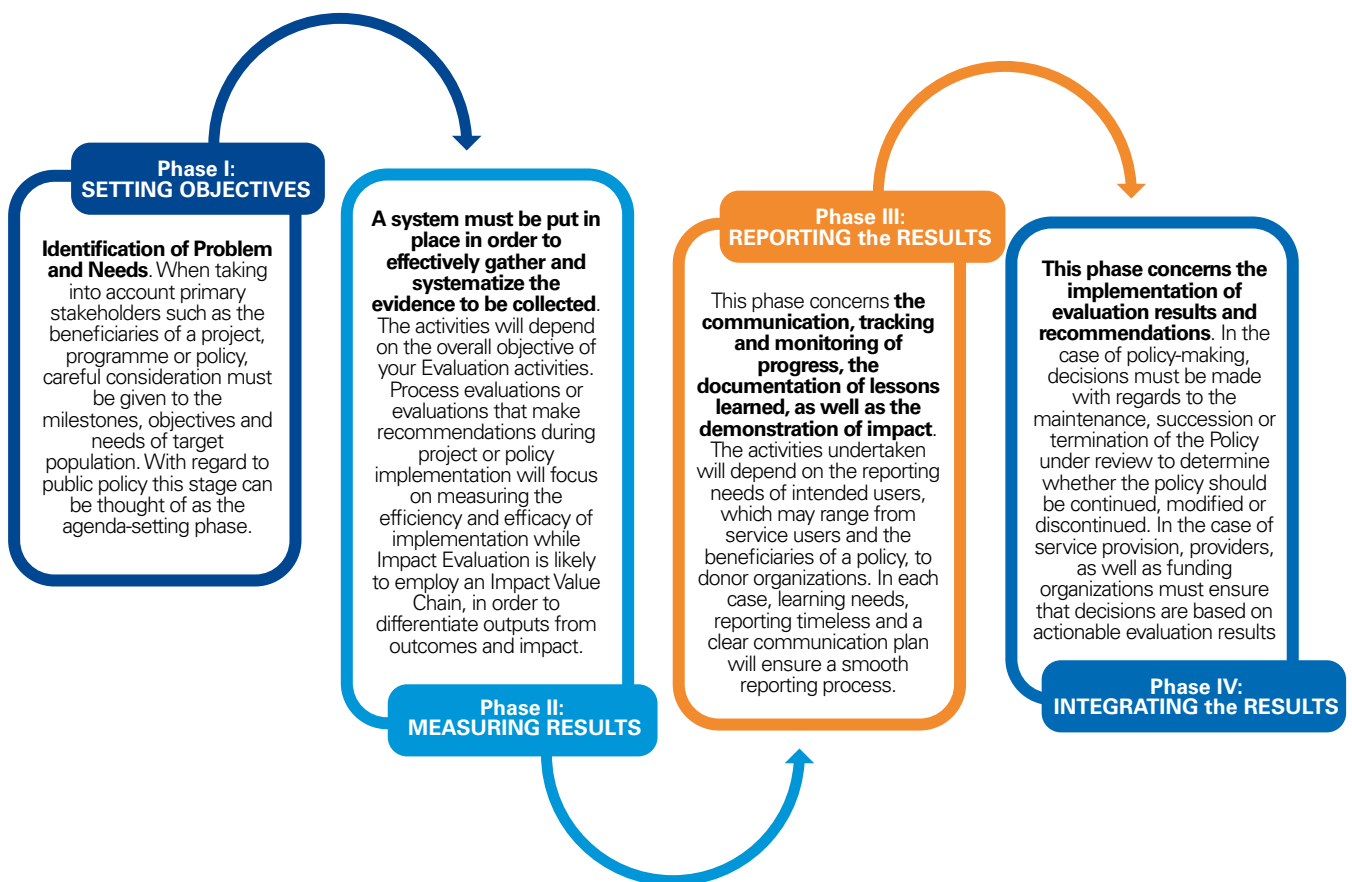 Phase I:
SETTING OBJECTIVES
Identification of Problem
and Needs. When taking
into account primary
stakeholders such as the
beneficiaries of a project,
programme or policy,
careful consideration must
be given to the
milestones, objectives and
needs of target
population. With regard to
public policy this stage can
be thought of as the
agenda-setting phase.
A system must be put in
place in order to
effectively gather and
systematize the
evidence to be collected.
The activities will depend
on the overall objective of
your Evaluation activities.
Process evaluations or
evaluations that make
recommendations during
project or policy
implementation will focus
on measuring the
efficiency and efficacy of
implementation while
Impact Evaluation is likely
to employ an Impact Value
Chain, in order to
differentiate outputs from
outcomes and impact.
Phase II:
MEASURING RESULTS
Phase III:
REPORTING the RESULTS
This phase concerns the
communication, tracking
and monitoring of
progress, the
documentation of lessons
learned, as well as the
demonstration of impact.
The activities undertaken
will depend on the reporting
needs of intended users,
which may range from
service users and the
beneficiaries of a policy, to
donor organizations. In each
case, learning needs,
reporting timeless and a
clear communication plan
will ensure a smooth
reporting process.
This phase concerns the
implementation of
evaluation results and
recommendations. In the
case of policy-making,
decisions must be made
with regards to the
maintenance, succession or
termination of the Policy
under review to determine
whether the policy should
be continued, modified or
discontinued. In the case of
service provision, providers,
as well as funding
organizations must ensure
that decisions are based on
actionable evaluation results
Phase IV:
INTEGRATING the RESULTS